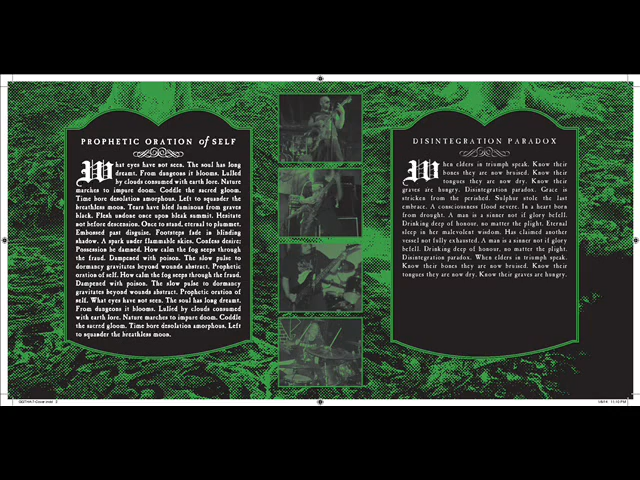 PROPHETIC ORATION of SELF
What eyes have not seen. The soul has long
dreamt. From dungeons it blooms. Lulled
by clouds consumed with earth lore. Nature
marches to impure doom. Coddle the sacred gloom.
Time bore desolation amorphous. Left to squander the
breathless moon. Tears have bled luminous from graves
black. Flesh undone once upon bleak summit. Hesitate
not before descension. Once to stand, eternal to plummet.
Embossed past disguise. Footsteps fade in blinding
shadow. A spark under flammable skies. Confess desire;
Possession be damned. How calm the fog seeps through
the fraud. Dampened with poison. The slow pulse to
dormancy gravitates beyond wounds abstract. Prophetic
oration of self. How calm the fog seeps through the fraud.
Dampened with poison. The slow pulse to dormancy
gravitates beyond wounds abstract. Prophetic oration of
self. What eyes have not seen. The soul has long dreamt.
From dungeons it blooms. Lulled by clouds consumed
with earth lore. Nature marches to impure doom. Coddle
the sacred gloom. Time bore desolation amorphous. Left
to squander the breathless moon.
DISINTEGRATION PARADOX
When elders in triumph speak. Know their
bones they are now bruised. Know their
tongues they are now dry. Know their
graves are hungry. Disintegration paradox. Grace is
stricken from the perished. Sulphur stole the last
embrace. A consciousness flood severe. In a heart born
from drought. A man is a sinner not if glory befell.
Drinking deep of honour, no matter the plight. Eternal
sleep in her malevolent wisdom. Has claimed another
vessel not fully exhausted. A man is a sinner not if glory
befell. Drinking deep of honour, no matter the plight.
Disintegration paradox. When elders in triumph speak.
Know their bones they are now bruised. Know their
tongues they are now dry. Know their graves are hungry.
11:10 PM